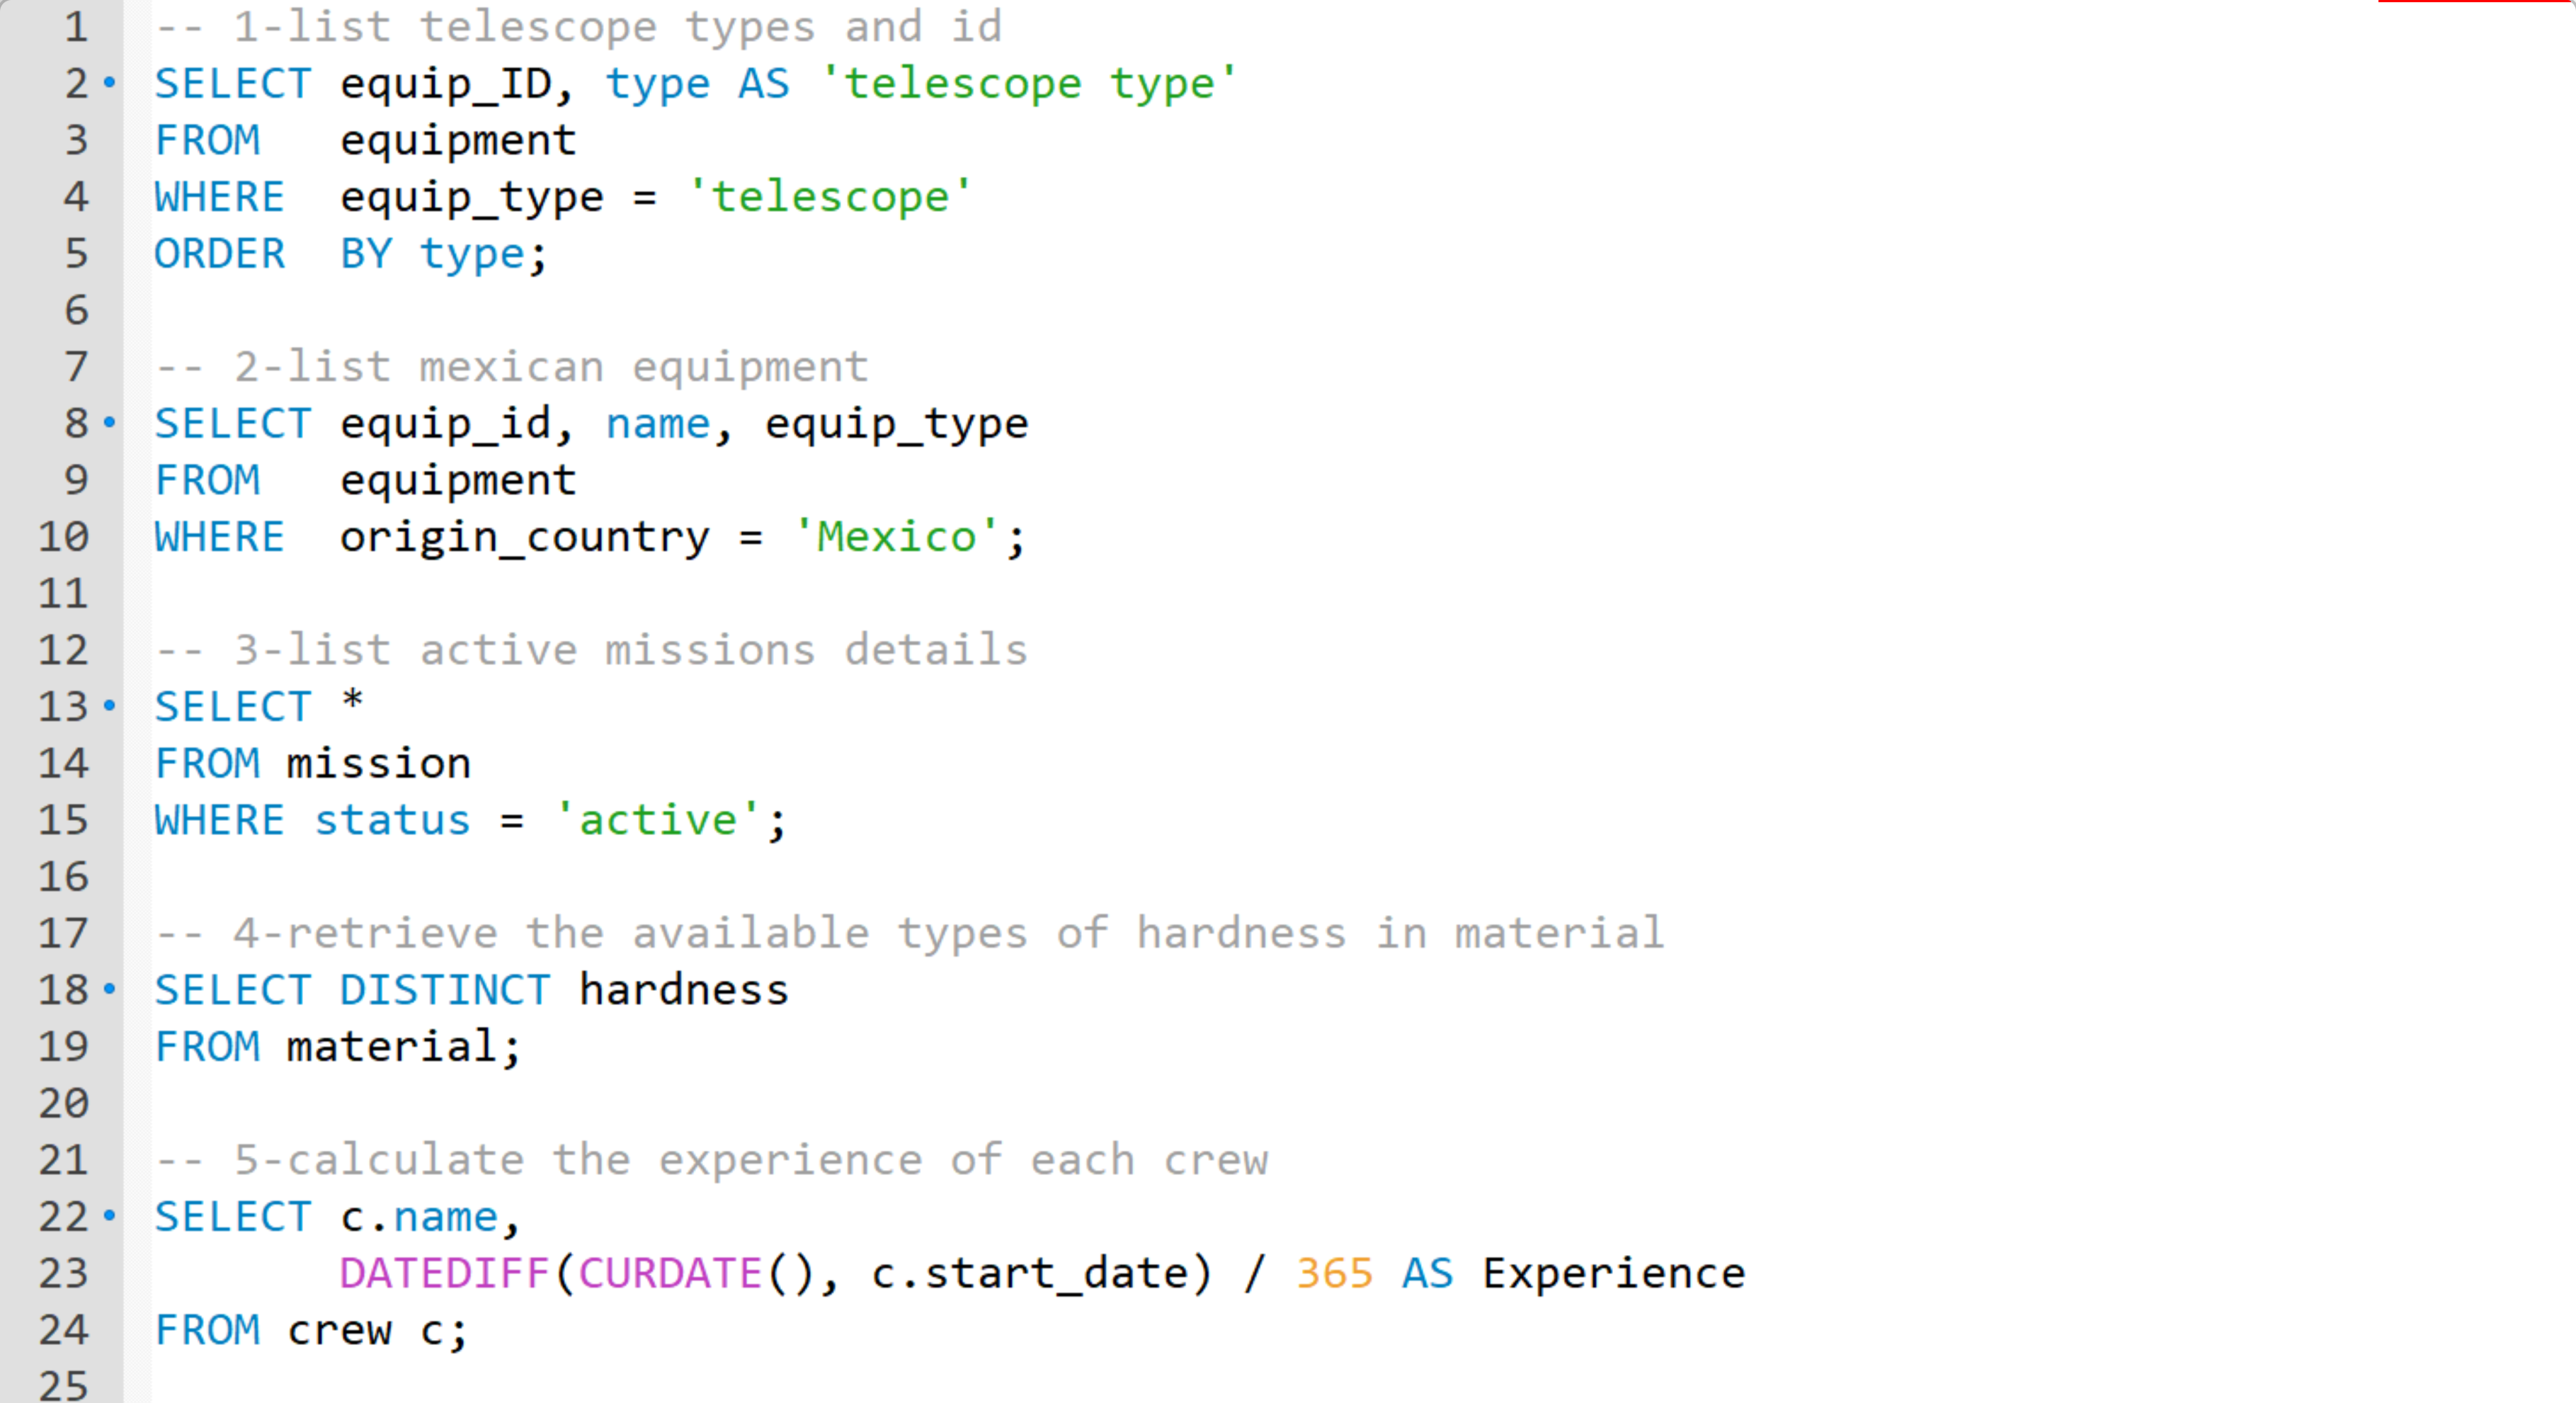 1 -- 1-list telescope types and id
2 SELECT equip_ID, type AS 'telescope type'
3 FROM   equipment
4 WHERE  equip_type = 'telescope'
5 ORDER  BY type;
6
7 -- 2-list mexican equipment
8 SELECT equip_id, name, equip_type
9 FROM   equipment
10 WHERE  origin_country = 'Mexico';
11
12 -- 3-list active missions details
13 SELECT *
14 FROM mission
15 WHERE status = 'active';
16
17 -- 4-retrieve the available types of hardness in material
18 SELECT DISTINCT hardness
19 FROM material;
20
21 -- 5-calculate the experience of each crew
22 SELECT c.name,
23        DATEDIFF(CURDATE(), c.start_date) / 365 AS Experience
24 FROM crew c;
25